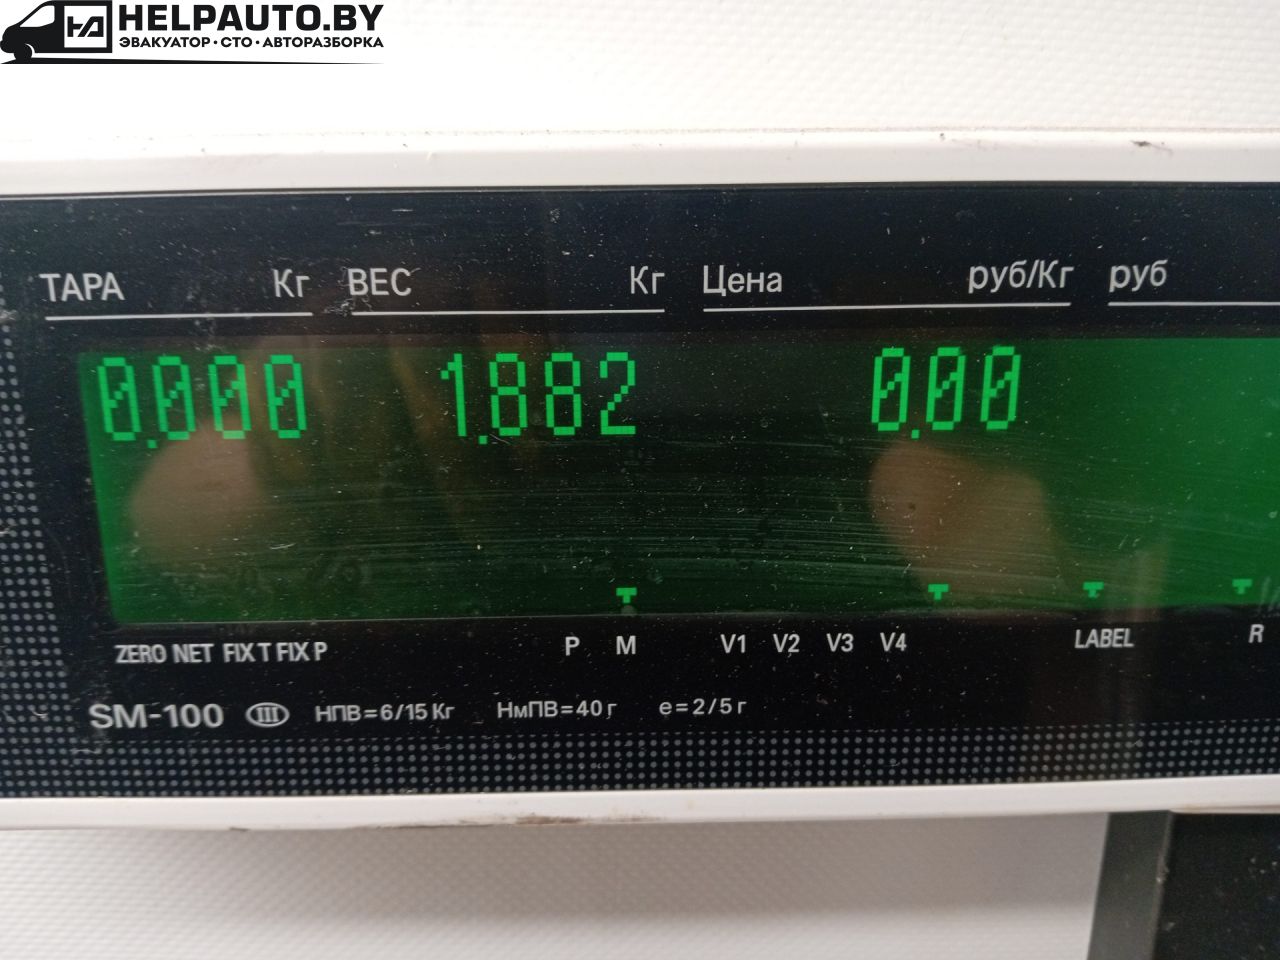 HELPAUTO.BY
ЭВАКУАТОР • СТО • АВТОРАЗБОРКА
ТАРА Кг ВЕС Кг Цена руб/Кг руб
0.000 1.882 0.00
ZERO NET FIX T FIX P P M V1 V2 V3 V4 LABEL R
SM-100 III НПВ=6/15 Кг НмПВ=40 г e=2/5 г